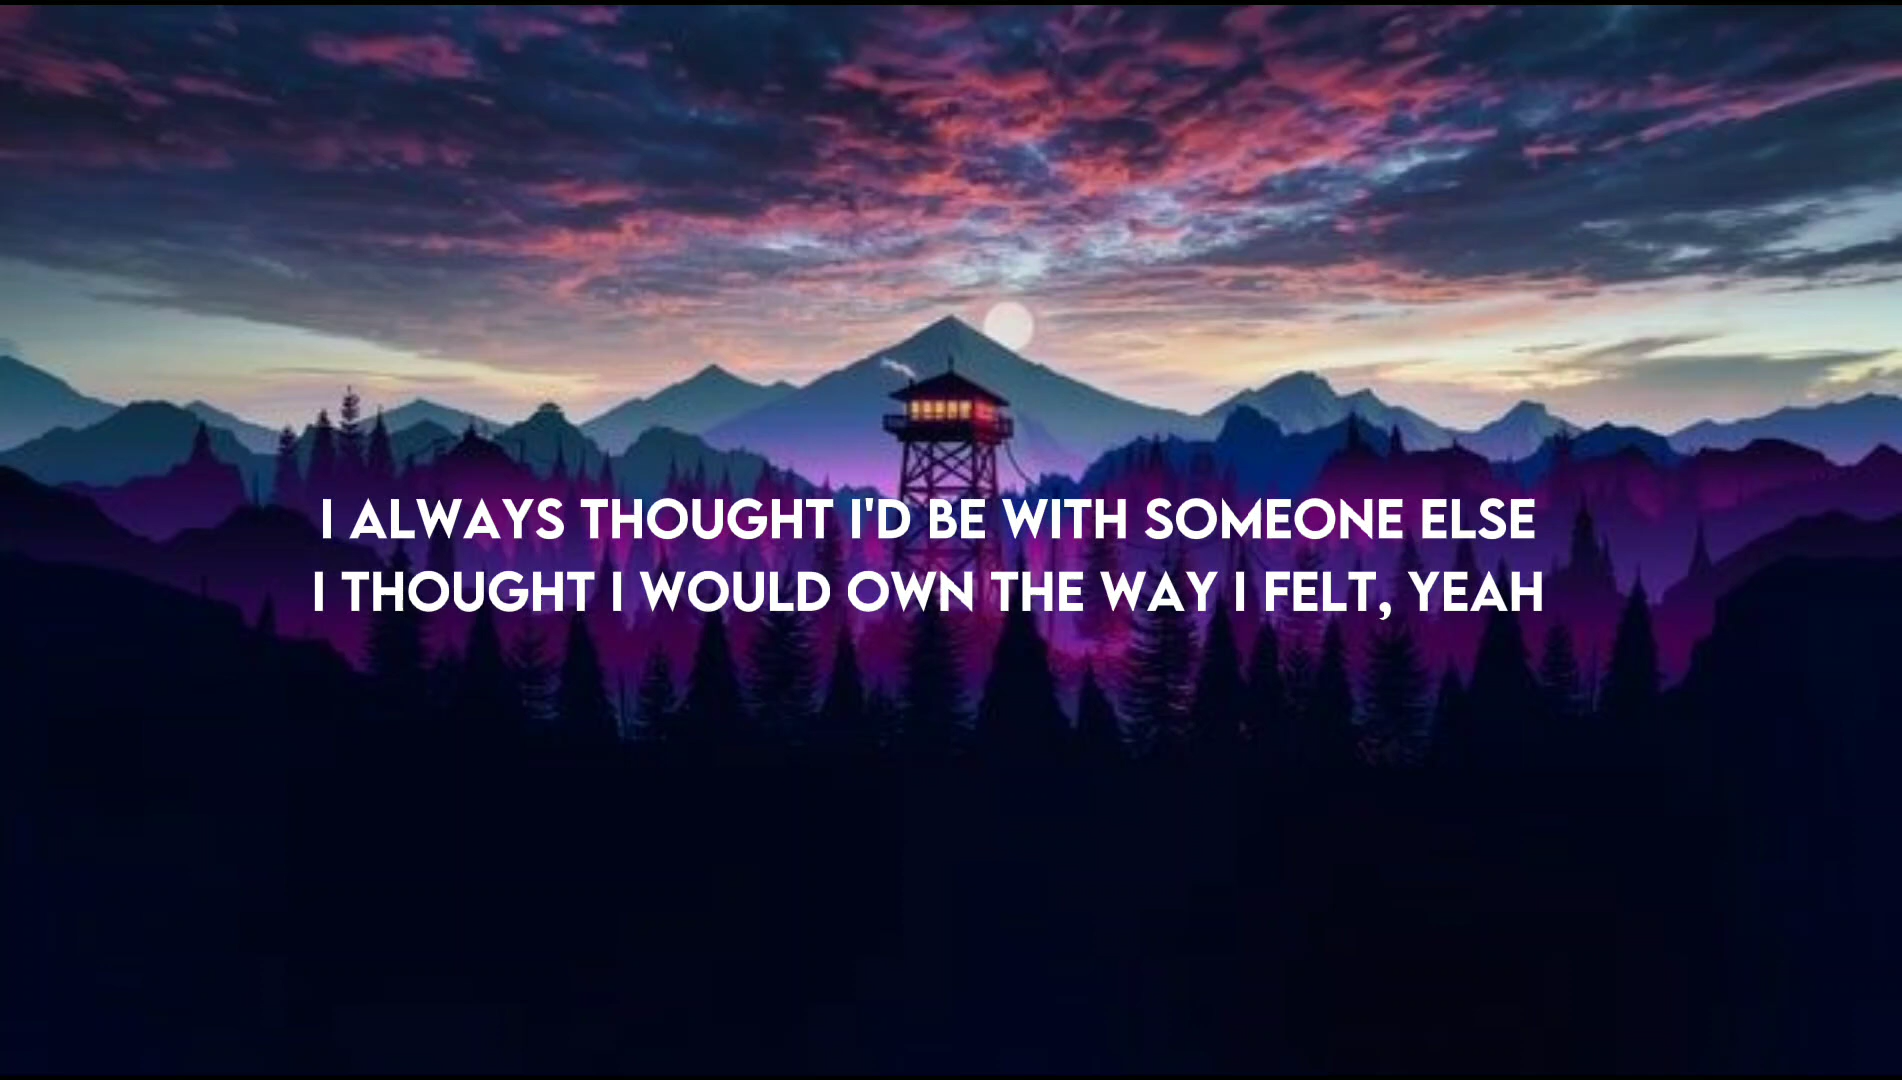 I ALWAYS THOUGHT I'D BE WITH SOMEONE ELSE
I THOUGHT I WOULD OWN THE WAY I FELT, YEAH